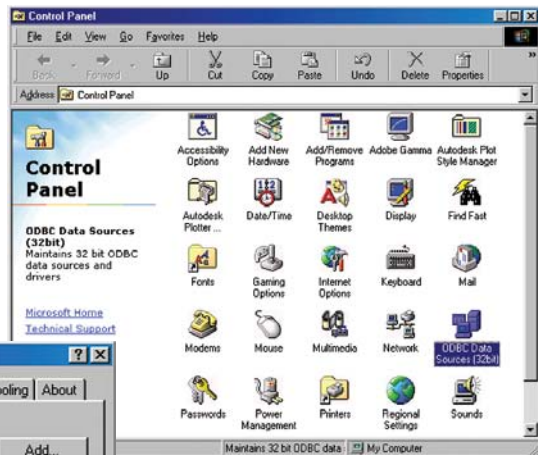 Control Panel
File Edit View Go Favorites Help
Back Forward Up Cut Copy Paste Undo Delete Properties »
Address Control Panel
Control
Panel
ODBC Data Sources
(32bit)
Maintains 32 bit ODBC
data sources and
drivers
Microsoft Home
Technical Support
Accessibility
Options
Add New
Hardware
Add/Remove
Programs
Adobe Gamma
Autodesk Plot
Style Manager
Autodesk
Plotter ...
Date/Time
Desktop
Themes
Display
Find Fast
Fonts
Gaming
Options
Internet
Options
Keyboard
Mail
Modems
Mouse
Multimedia
Network
ODBC Data
Sources (32bit)
Passwords
Power
Management
Printers
Regional
Settings
Sounds
Maintains 32 bit ODBC data
My Computer
About
Add...